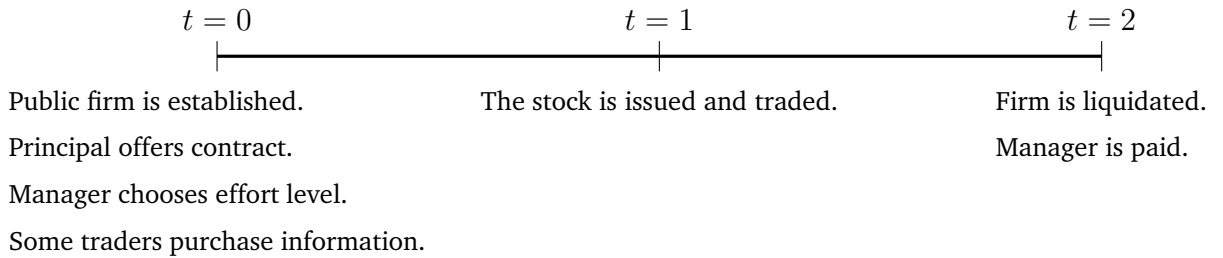 t = 0 t = 1 t = 2
Public firm is established. The stock is issued and traded. Firm is liquidated.
Principal offers contract. Manager is paid.
Manager chooses effort level.
Some traders purchase information.